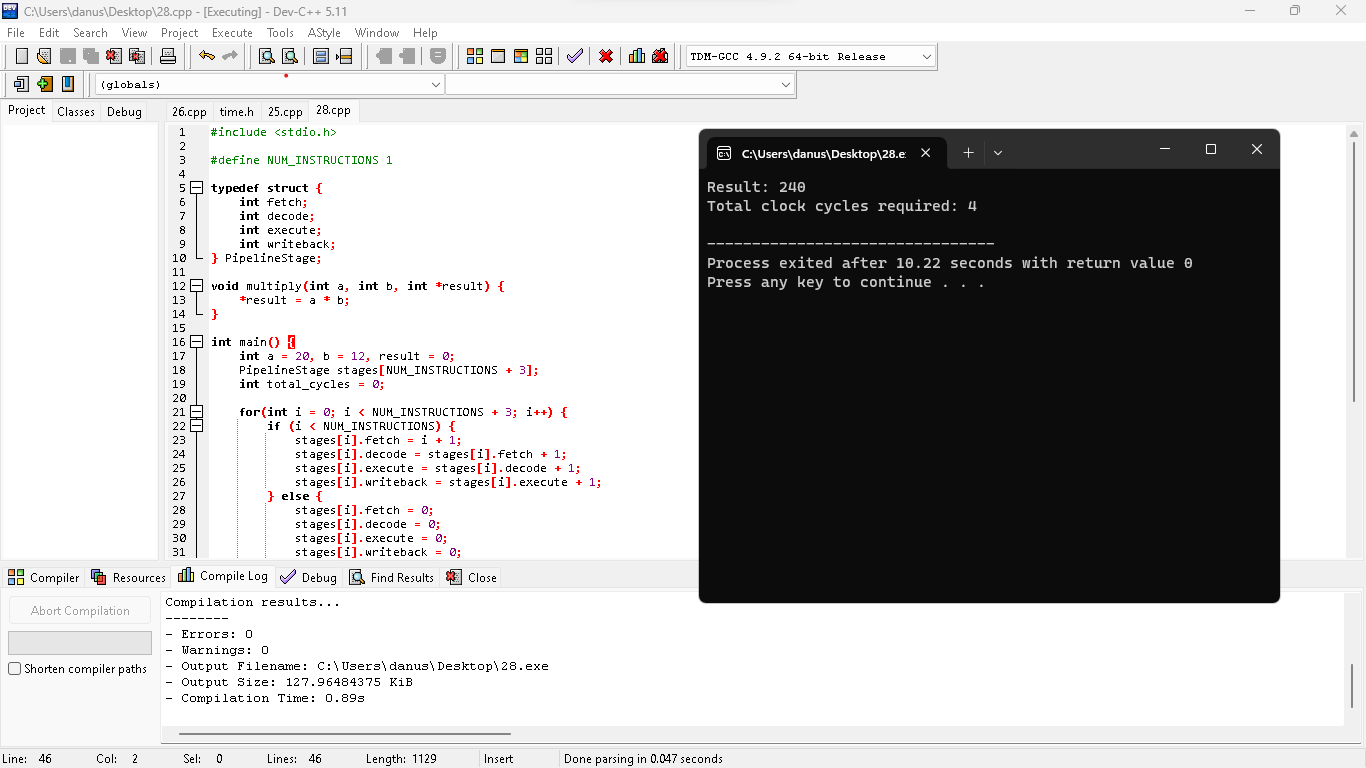 C:\Users\danus\Desktop\28.cpp - [Executing] - Dev-C++ 5.11
File Edit Search View Project Execute Tools AStyle Window Help
TDM-GCC 4.9.2 64-bit Release
(globals)
Project Classes Debug
26.cpp time.h 25.cpp 28.cpp
1 #include <stdio.h>
2
3 #define NUM_INSTRUCTIONS 1
4
5 typedef struct {
6 int fetch;
7 int decode;
8 int execute;
9 int writeback;
10 } PipelineStage;
11
12 void multiply(int a, int b, int *result) {
13 *result = a * b;
14 }
15
16 int main() {
17 int a = 20, b = 12, result = 0;
18 PipelineStage stages[NUM_INSTRUCTIONS + 3];
19 int total_cycles = 0;
20
21 for(int i = 0; i < NUM_INSTRUCTIONS + 3; i++) {
22 if (i < NUM_INSTRUCTIONS) {
23 stages[i].fetch = i + 1;
24 stages[i].decode = stages[i].fetch + 1;
25 stages[i].execute = stages[i].decode + 1;
26 stages[i].writeback = stages[i].execute + 1;
27 } else {
28 stages[i].fetch = 0;
29 stages[i].decode = 0;
30 stages[i].execute = 0;
31 stages[i].writeback = 0;
C:\Users\danus\Desktop\28.e
Result: 240
Total clock cycles required: 4
--------------------------------
Process exited after 10.22 seconds with return value 0
Press any key to continue . . .
Compiler Resources Compile Log Debug Find Results Close
Abort Compilation
Shorten compiler paths
Compilation results...
--------
- Errors: 0
- Warnings: 0
- Output Filename: C:\Users\danus\Desktop\28.exe
- Output Size: 127.96484375 KiB
- Compilation Time: 0.89s
Line: 46 Col: 2 Sel: 0 Lines: 46 Length: 1129 Insert Done parsing in 0.047 seconds